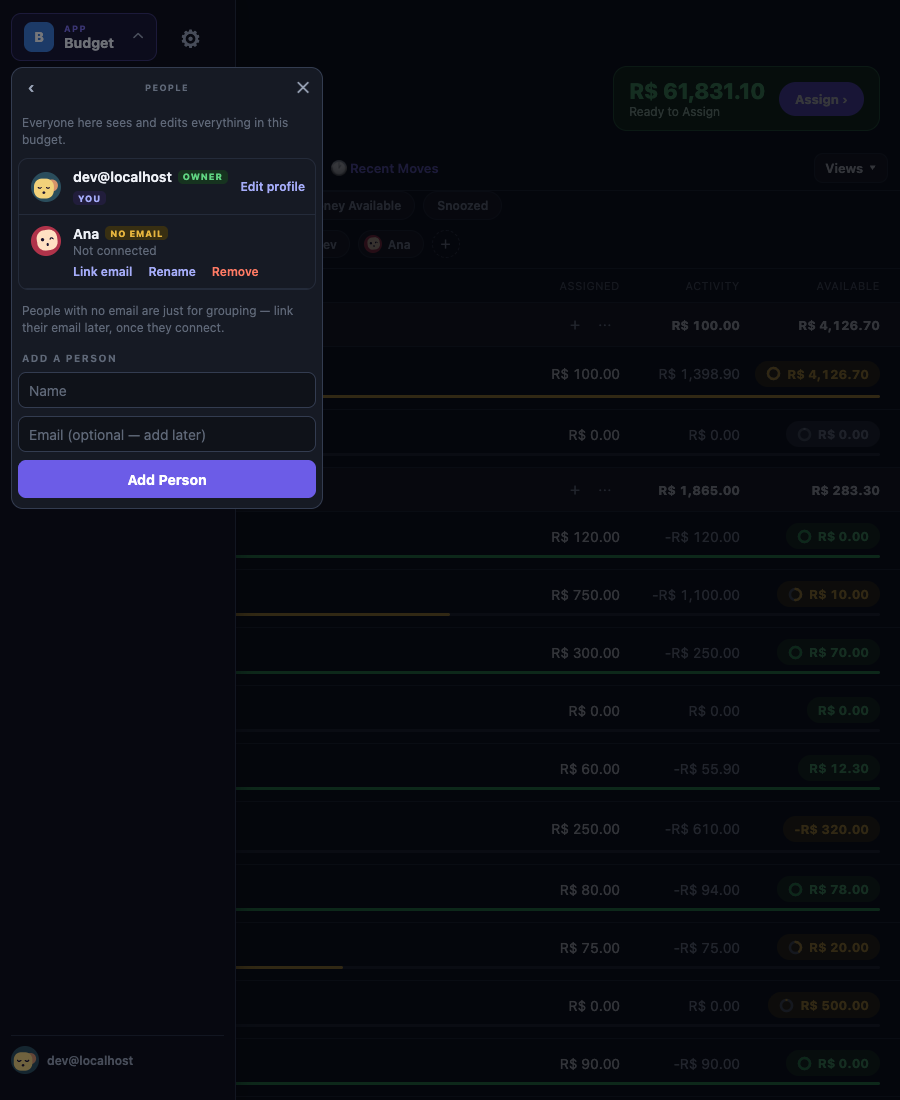 B
APP
Budget
PEOPLE
Everyone here sees and edits everything in this
budget.
dev@localhost OWNER
YOU
Edit profile
Ana NO EMAIL
Not connected
Link email Rename Remove
People with no email are just for grouping — link
their email later, once they connect.
ADD A PERSON
Name
Email (optional — add later)
Add Person
R$ 61,831.10
Ready to Assign
Assign ›
Recent Moves
Views
ney Available
Snoozed
ev
Ana
+
ASSIGNED ACTIVITY AVAILABLE
+ ··· R$ 100.00 R$ 4,126.70
R$ 100.00 R$ 1,398.90 R$ 4,126.70
R$ 0.00 R$ 0.00 R$ 0.00
+ ··· R$ 1,865.00 R$ 283.30
R$ 120.00 -R$ 120.00 R$ 0.00
R$ 750.00 -R$ 1,100.00 R$ 10.00
R$ 300.00 -R$ 250.00 R$ 70.00
R$ 0.00 R$ 0.00 R$ 0.00
R$ 60.00 -R$ 55.90 R$ 12.30
R$ 250.00 -R$ 610.00 -R$ 320.00
R$ 80.00 -R$ 94.00 R$ 78.00
R$ 75.00 -R$ 75.00 R$ 20.00
R$ 0.00 R$ 0.00 R$ 500.00
R$ 90.00 -R$ 90.00 R$ 0.00
dev@localhost